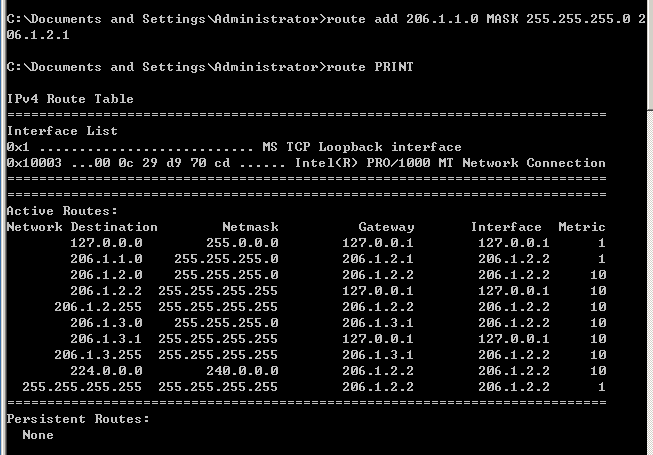 C:\Documents and Settings\Administrator>route add 206.1.1.0 MASK 255.255.255.0 2
06.1.2.1
C:\Documents and Settings\Administrator>route PRINT
IPv4 Route Table
===========================================================================
Interface List
0x1 ........................... MS TCP Loopback interface
0x10003 ...00 0c 29 d9 70 cd ...... Intel(R) PRO/1000 MT Network Connection
===========================================================================
===========================================================================
Active Routes:
Network Destination        Netmask          Gateway       Interface  Metric
127.0.0.0        255.0.0.0        127.0.0.1       127.0.0.1       1
206.1.1.0    255.255.255.0        206.1.2.1       206.1.2.2       1
206.1.2.0    255.255.255.0        206.1.2.2       206.1.2.2      10
206.1.2.2  255.255.255.255        127.0.0.1       127.0.0.1      10
206.1.2.255  255.255.255.255        206.1.2.2       206.1.2.2      10
206.1.3.0    255.255.255.0        206.1.3.1       206.1.2.2      10
206.1.3.1  255.255.255.255        127.0.0.1       127.0.0.1      10
206.1.3.255  255.255.255.255        206.1.3.1       206.1.2.2      10
224.0.0.0        240.0.0.0        206.1.2.2       206.1.2.2      10
255.255.255.255  255.255.255.255        206.1.2.2       206.1.2.2       1
===========================================================================
Persistent Routes:
None